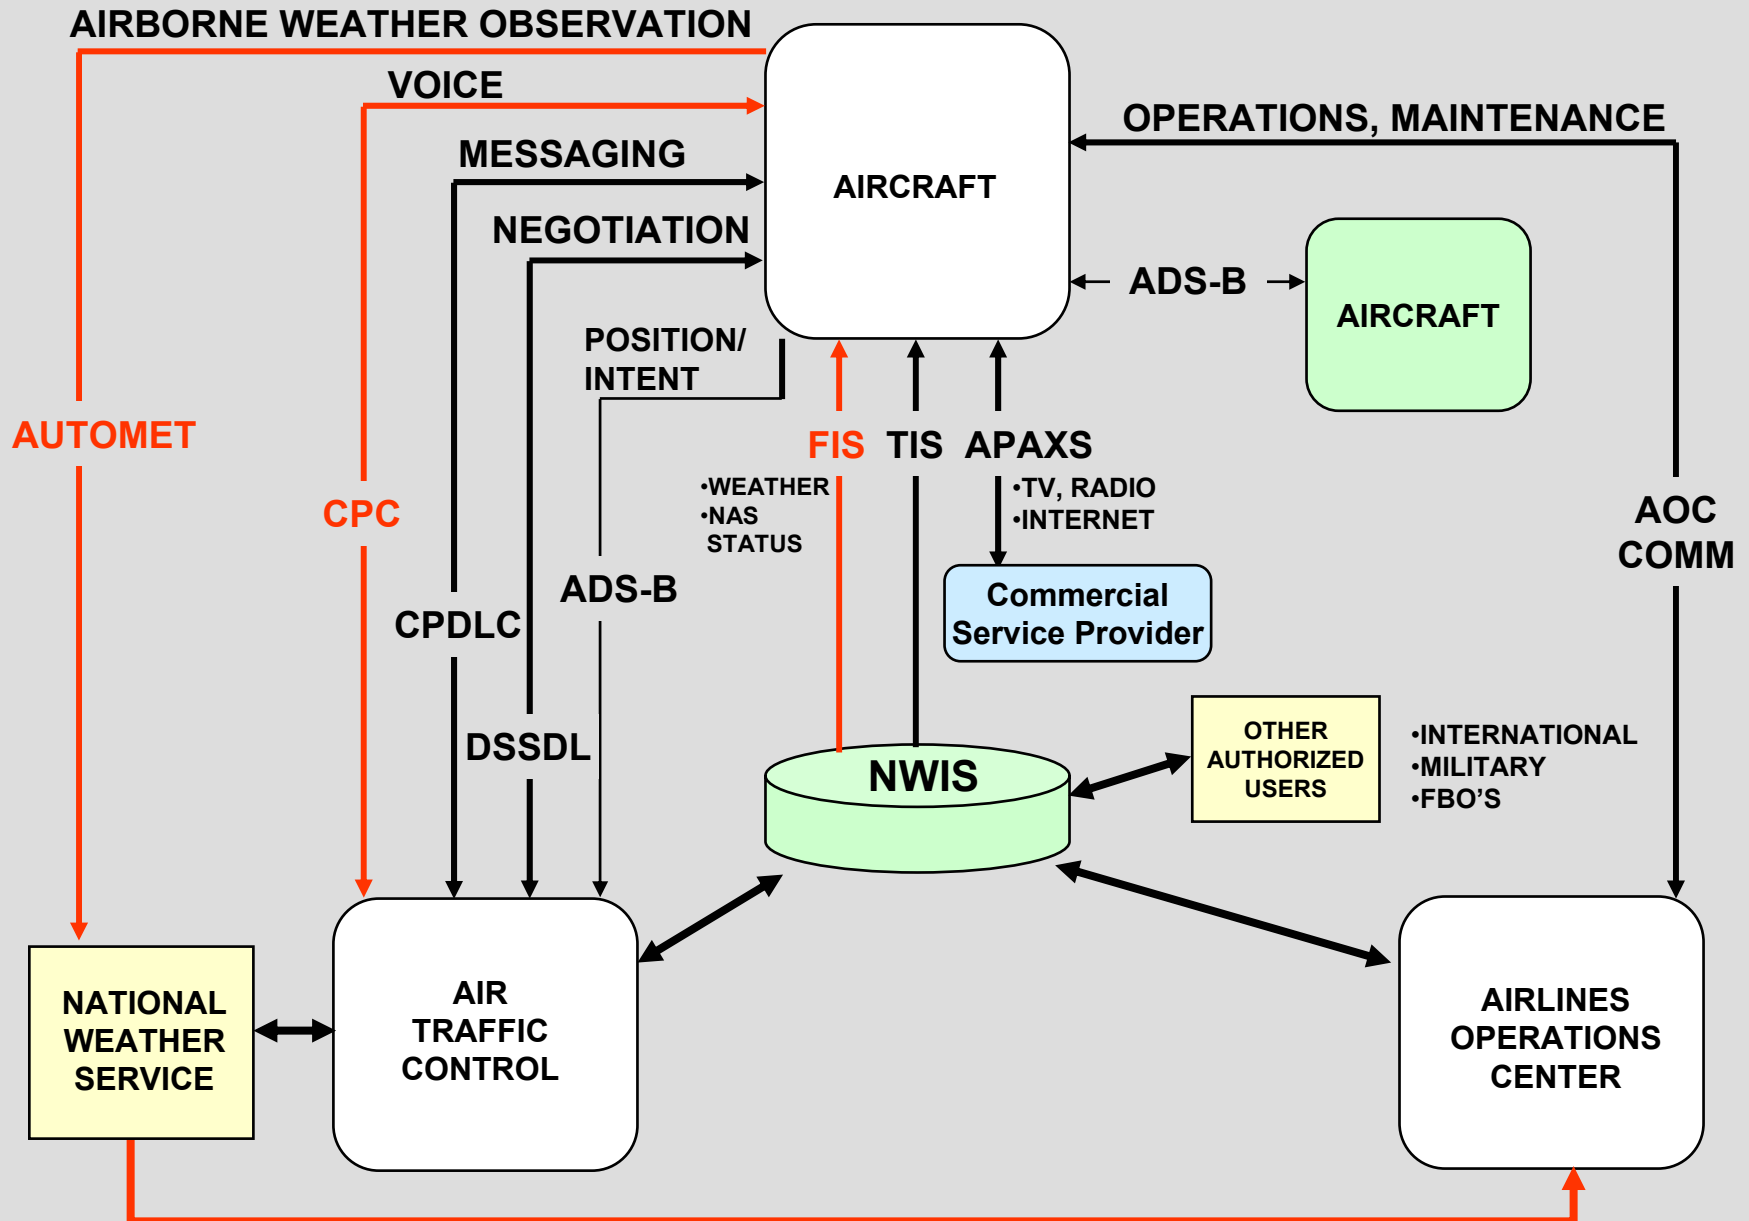 AIRBORNE WEATHER OBSERVATION
VOICE
MESSAGING
NEGOTIATION
POSITION/
INTENT
AIRCRAFT
OPERATIONS, MAINTENANCE
ADS-B
AIRCRAFT
AUTOMET
CPC
CPDLC
DSSDL
ADS-B
FIS
•WEATHER
•NAS
STATUS
TIS
APAXS
•TV, RADIO
•INTERNET
Commercial
Service Provider
AOC
COMM
NWIS
OTHER
AUTHORIZED
USERS
•INTERNATIONAL
•MILITARY
•FBO'S
NATIONAL
WEATHER
SERVICE
AIR
TRAFFIC
CONTROL
AIRLINES
OPERATIONS
CENTER